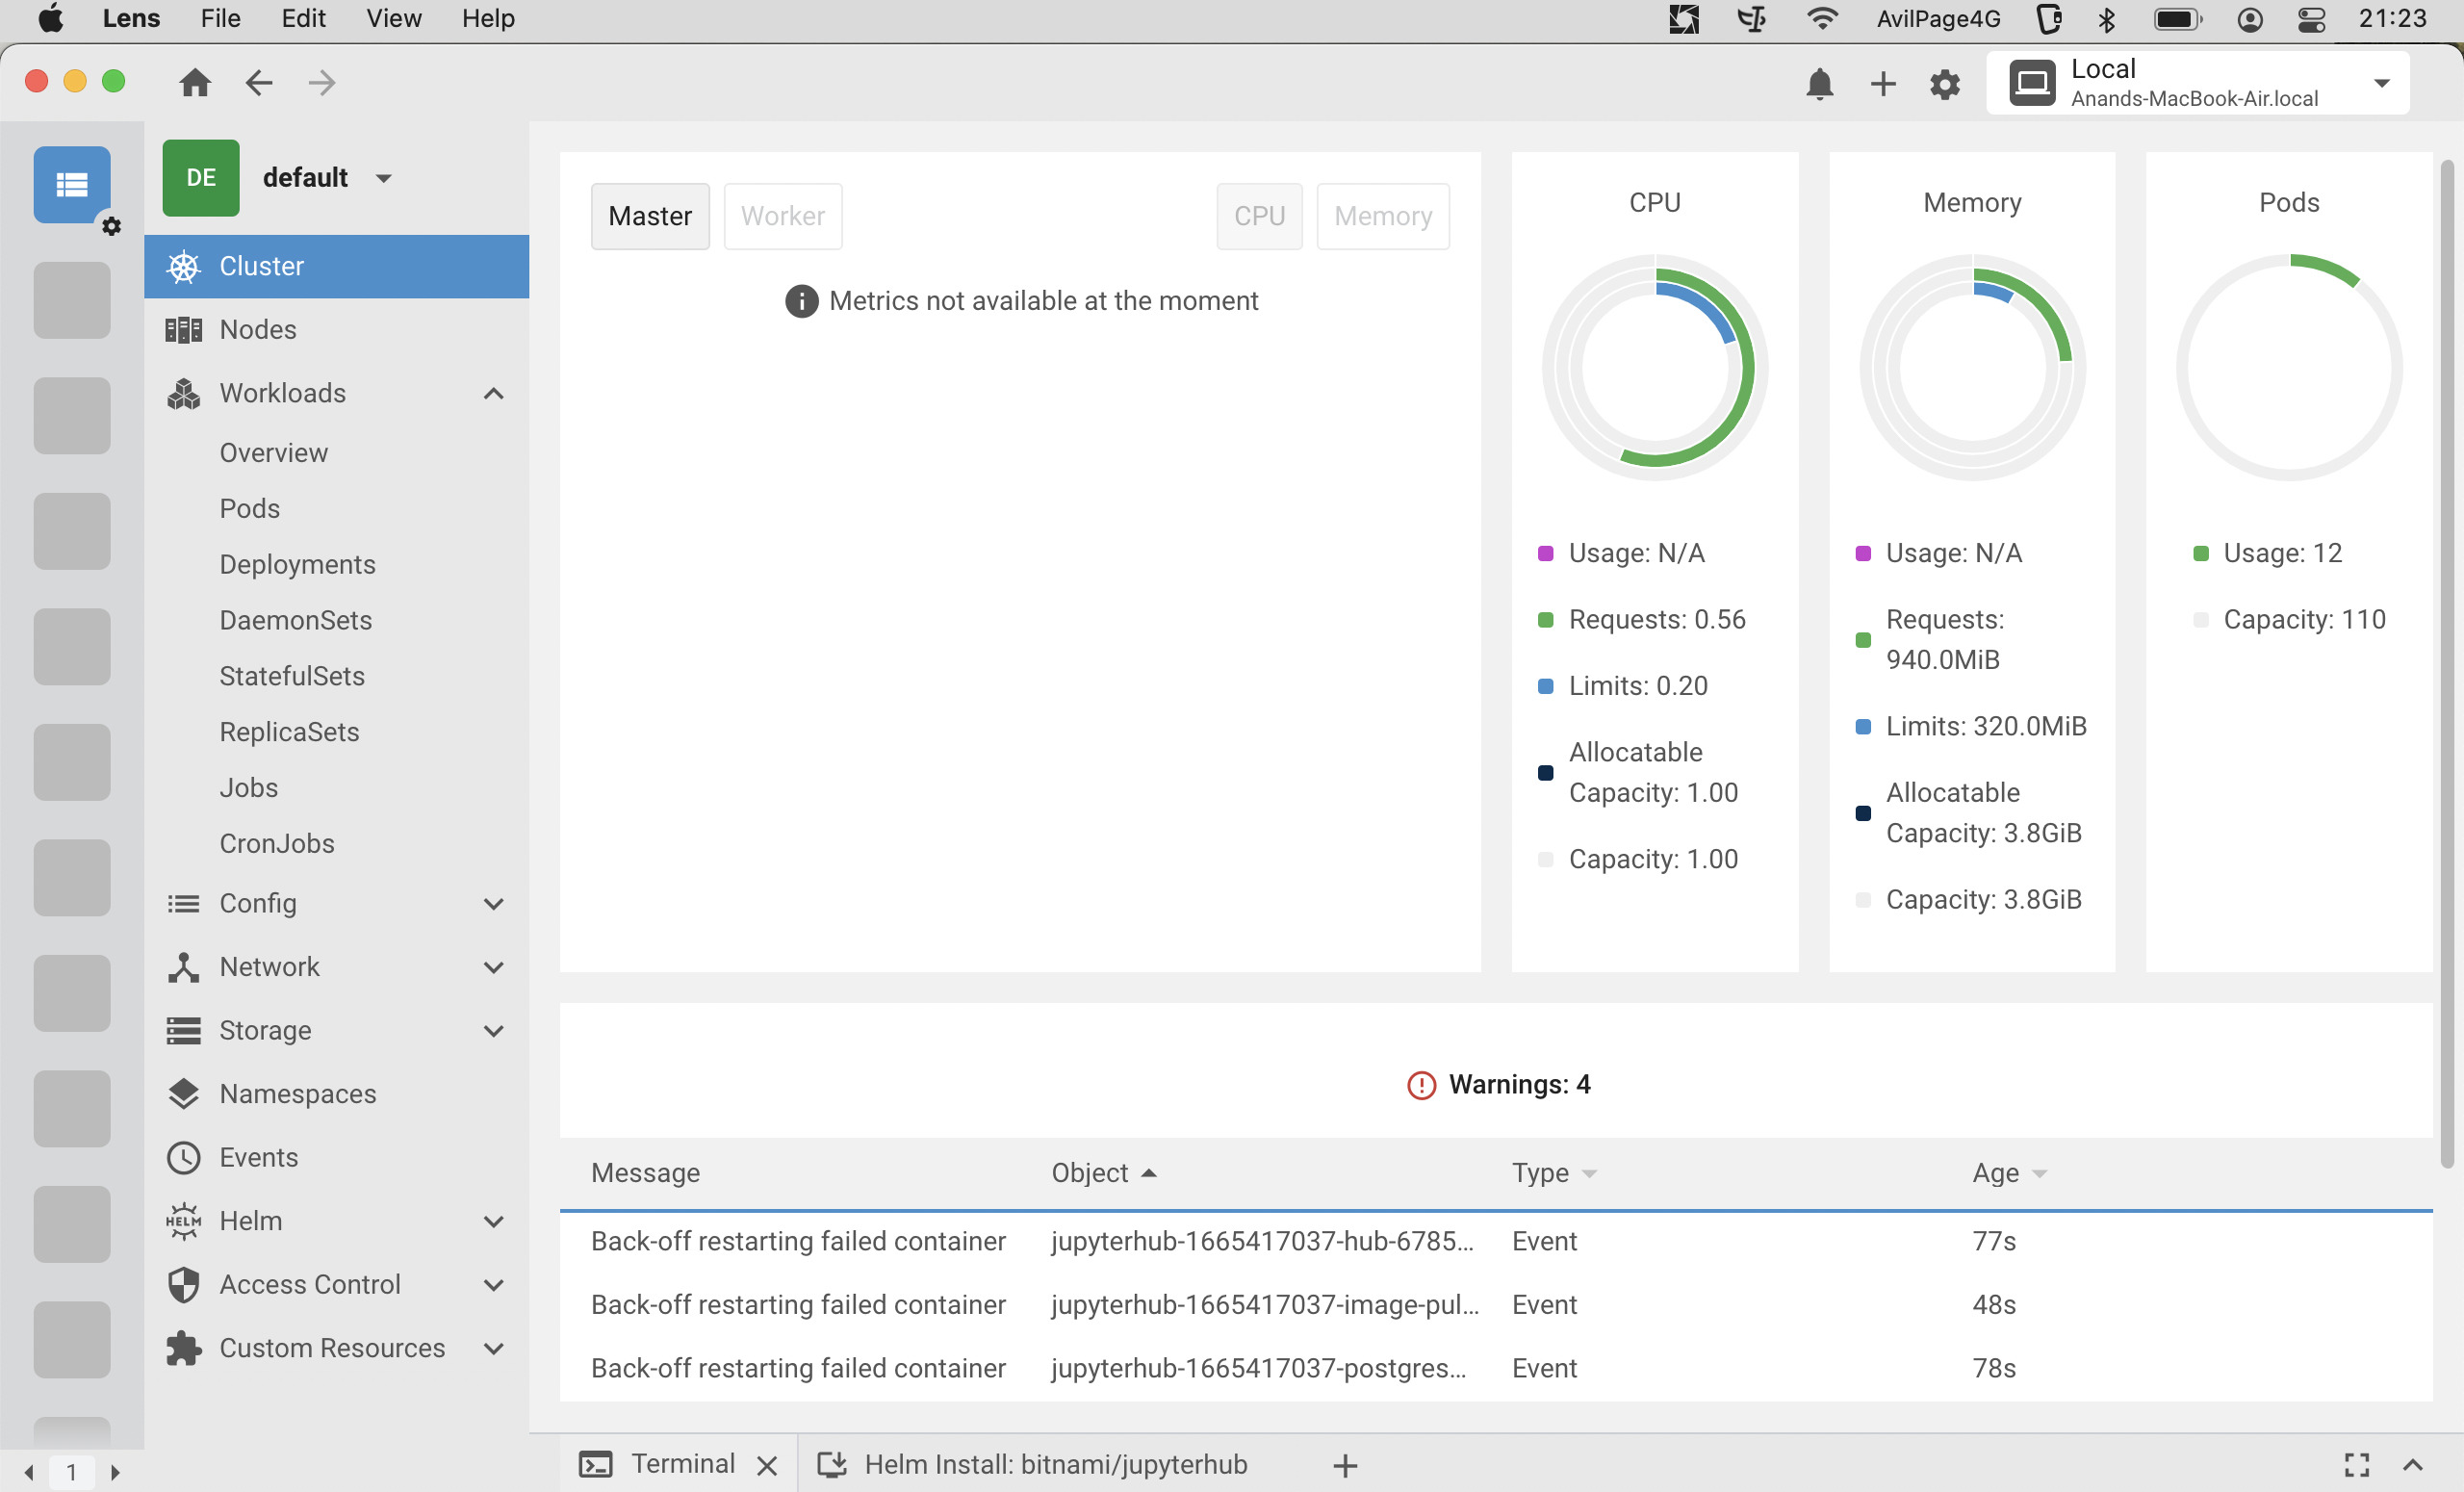 Lens File Edit View Help AvilPage4G 21:23
Local
Anands-MacBook-Air.local
DE default
Cluster
Nodes
Workloads
Overview
Pods
Deployments
DaemonSets
StatefulSets
ReplicaSets
Jobs
CronJobs
Config
Network
Storage
Namespaces
Events
HELM Helm
Access Control
Custom Resources
1
Master Worker CPU Memory
Metrics not available at the moment
CPU
Usage: N/A
Requests: 0.56
Limits: 0.20
Allocatable
Capacity: 1.00
Capacity: 1.00
Memory
Usage: N/A
Requests:
940.0MiB
Limits: 320.0MiB
Allocatable
Capacity: 3.8GiB
Capacity: 3.8GiB
Pods
Usage: 12
Capacity: 110
Warnings: 4
Message Object Type Age
Back-off restarting failed container jupyterhub-1665417037-hub-6785... Event 77s
Back-off restarting failed container jupyterhub-1665417037-image-pul... Event 48s
Back-off restarting failed container jupyterhub-1665417037-postgres... Event 78s
Terminal Helm Install: bitnami/jupyterhub